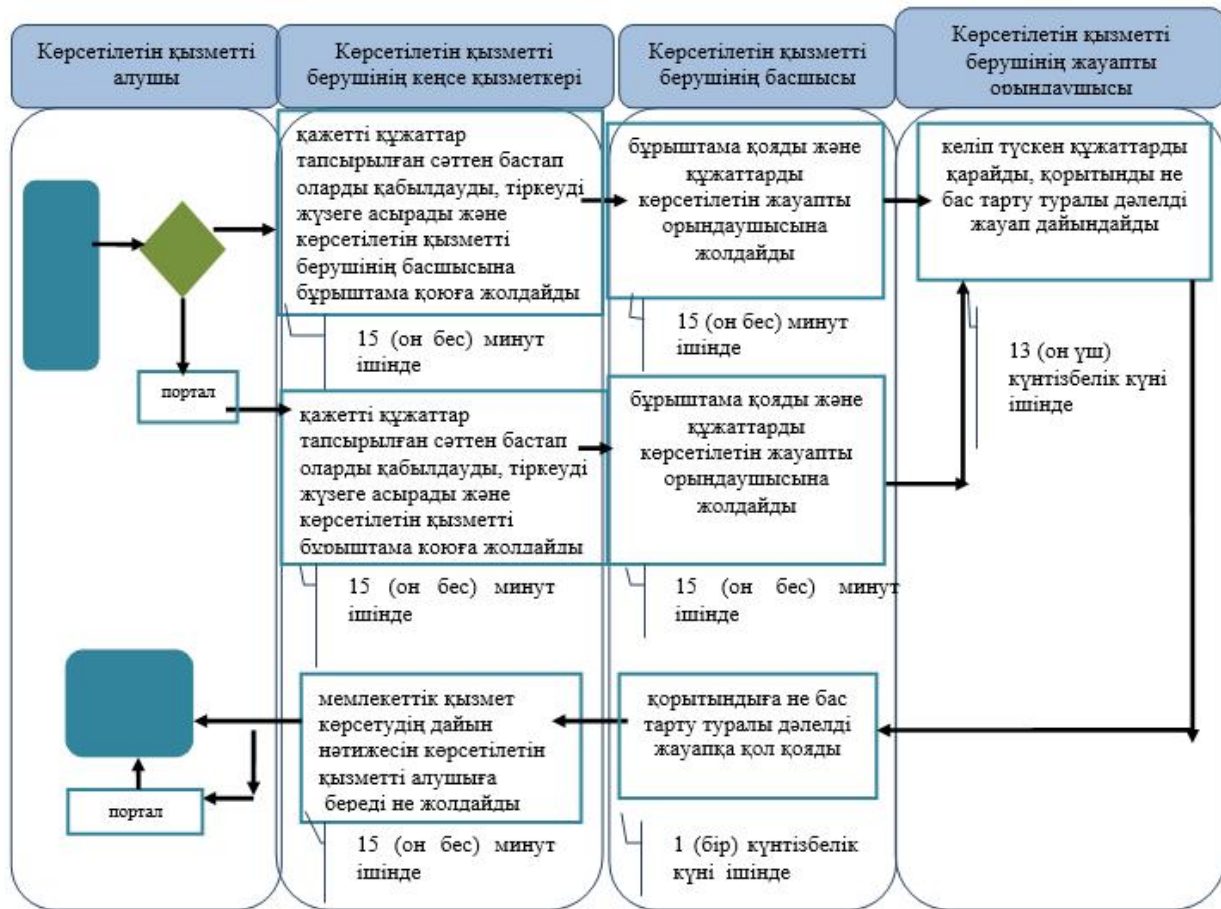 Көрсетілетін қызметті
алушы
Көрсетілетін қызметті
берушінің кеңсе қызметкері
Көрсетілетін қызметті
берушінің басшысы
Көрсетілетін қызметті
берушінің жауапты
орындаушысы
қажетті құжаттар
тапсырылған сәттен бастап
оларды қабылдауды, тіркеуді
жүзеге асырады және
көрсетілетін қызметті
берушінің басшысына
бұрыштама қоюға жолдайды
15 (он бес) минут
ішінде
бұрыштама қояды және
құжаттарды
көрсетілетін жауапты
орындаушысына
жолдайды
15 (он бес) минут
ішінде
келіп түскен құжаттарды
қарайды, қорытынды не
бас тарту туралы дәлелді
жауап дайындайды
13 (он үш)
күнтізбелік күні
ішінде
портал
қажетті құжаттар
тапсырылған сәттен бастап
оларды қабылдауды, тіркеуді
жүзеге асырады және
көрсетілетін қызметті
бұрыштама қоюға жолдайды
15 (он бес) минут
ішінде
бұрыштама қояды және
құжаттарды
көрсетілетін жауапты
орындаушысына
жолдайды
15 (он бес) минут
ішінде
қорытындыға не бас
тарту туралы дәлелді
жауапқа қол қояды
1 (бір) күнтізбелік
күні ішінде
мемлекеттік қызмет
көрсетудің дайын
нәтижесін көрсетілетін
қызметті алушыға
береді не жолдайды
15 (он бес) минут
ішінде
портал